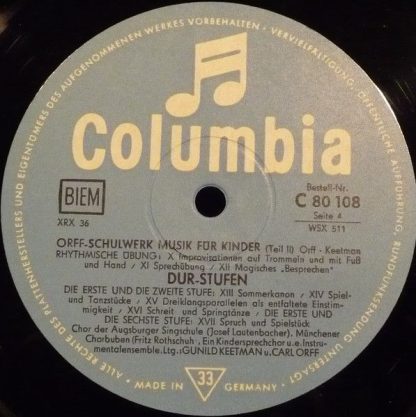 ALLE RECHTE DES PLATTENHERSTELLERS UND EIGENTÜMERS DES AUFGENOMMENEN WERKES VORBEHALTEN · VERVIELFÄLTIGUNG, ÖFFENTLICHE AUFFÜHRUNG, RUNDFUNKSENDUNG UNTERSAGT
Columbia
BIEM
XRX 36
Bestell-Nr.
C 80 108
Seite 4
WSX 511
ORFF-SCHULWERK MUSIK FÜR KINDER (Teil II) Orff - Keetman
RHYTHMISCHE ÜBUNG: X Improvisationen auf Trommeln und mit Fuß
und Hand / XI Sprechübung / XII Magisches „Besprechen"
DUR-STUFEN
DIE ERSTE UND DIE ZWEITE STUFE: XIII Sommerkanon / XIV Spiel-
und Tanzstücke / XV Dreiklangsparallelen als entfaltete Einstim-
migkeit / XVI Schreit und Springtänze / DIE ERSTE UND
DIE SECHSTE STUFE: XVII Spruch und Spielstück
Chor der Augsburger Singschule (Josef Lautenbacher). Münchener
Chorbuben (Fritz Rothschuh , Ein Kindersprechchor u.e. Instru-
mentalensemble. Ltg.: GUNILD KEETMAN u. CARL ORFF
MADE IN 33 GERMANY